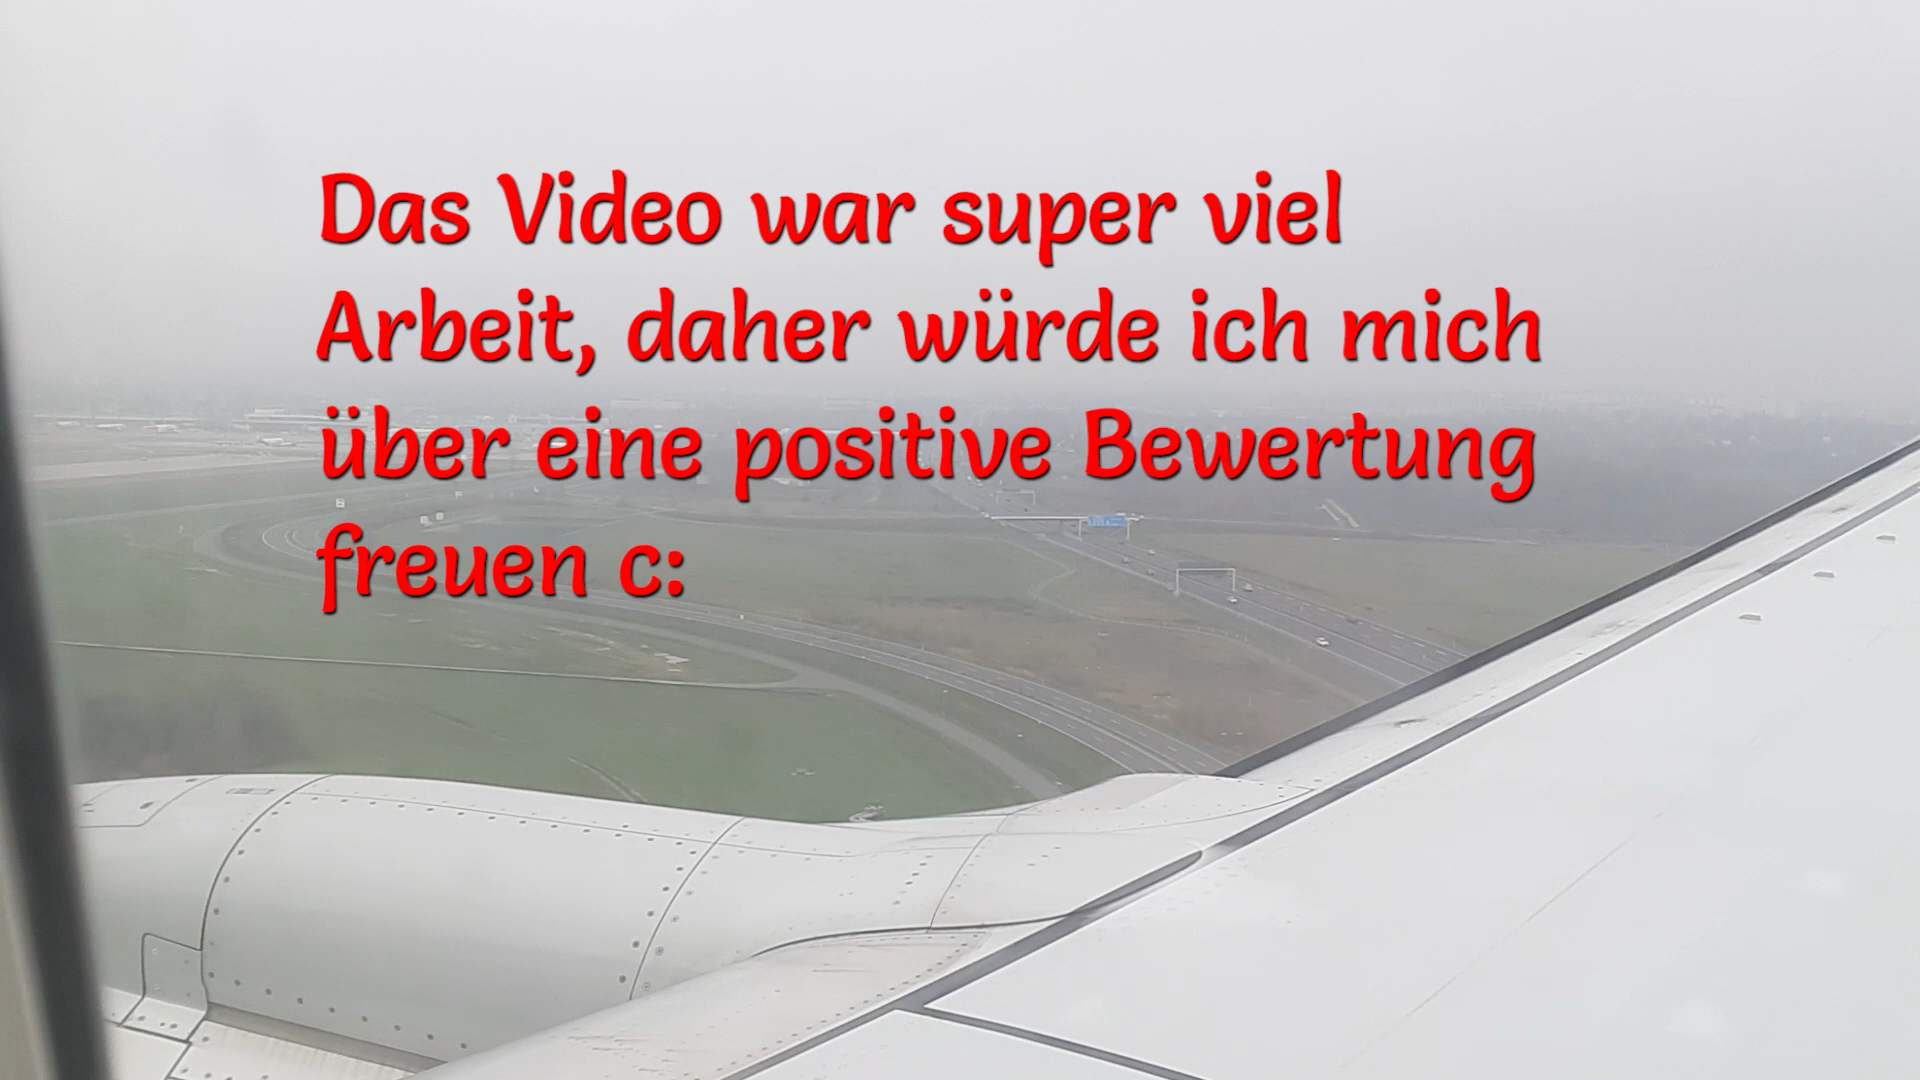 Das Video war super viel
Arbeit, daher würde ich mich
über eine positive Bewertung
freuen c: